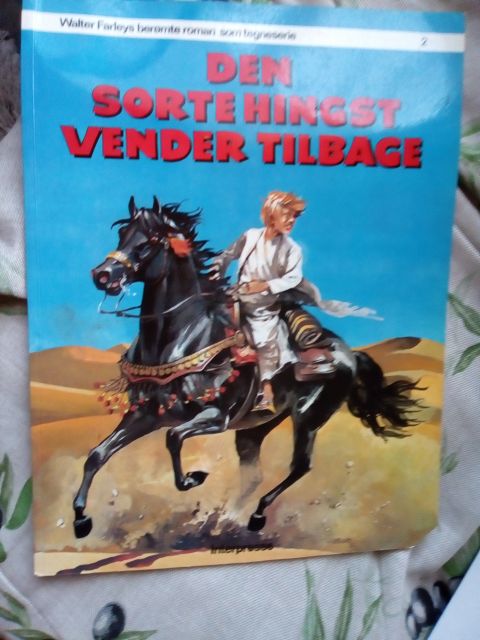 Walter Farleys berømte roman som tegneserie 2
DEN
SORTE HINGST
VENDER TILBAGE
interpresse